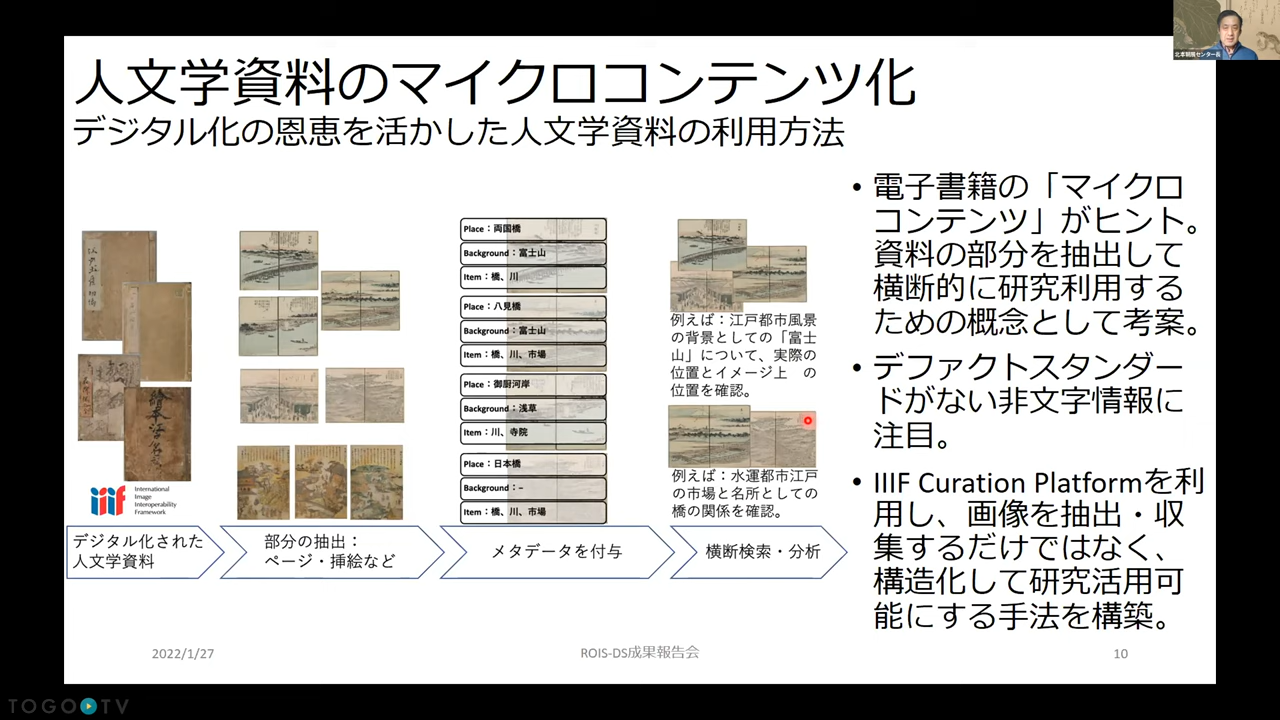 北本朝展センター長
人文学資料のマイクロコンテンツ化
デジタル化の恩恵を活かした人文学資料の利用方法
iiif
International
Image
Interoperability
Framework
デジタル化された
人文学資料
部分の抽出：
ページ・挿絵など
Place：両国橋
Background：富士山
Item：橋、川
Place：八見橋
Background：富士山
Item：橋、川、市場
Place：御厨河岸
Background：浅草
Item：川、寺院
Place：日本橋
Background：–
Item：橋、川、市場
メタデータを付与
例えば：江戸都市風景
の背景としての「富士
山」について、実際の
位置とイメージ上　の
位置を確認。
例えば：水運都市江戸
の市場と名所としての
橋の関係を確認。
横断検索・分析
• 電子書籍の「マイクロ
コンテンツ」がヒント。
資料の部分を抽出して
横断的に研究利用する
ための概念として考案。
• デファクトスタンダー
ドがない非文字情報に
注目。
• IIIF Curation Platformを利
用し、画像を抽出・収
集するだけではなく、
構造化して研究活用可
能にする手法を構築。
2022/1/27
ROIS-DS成果報告会
10
TOGO TV